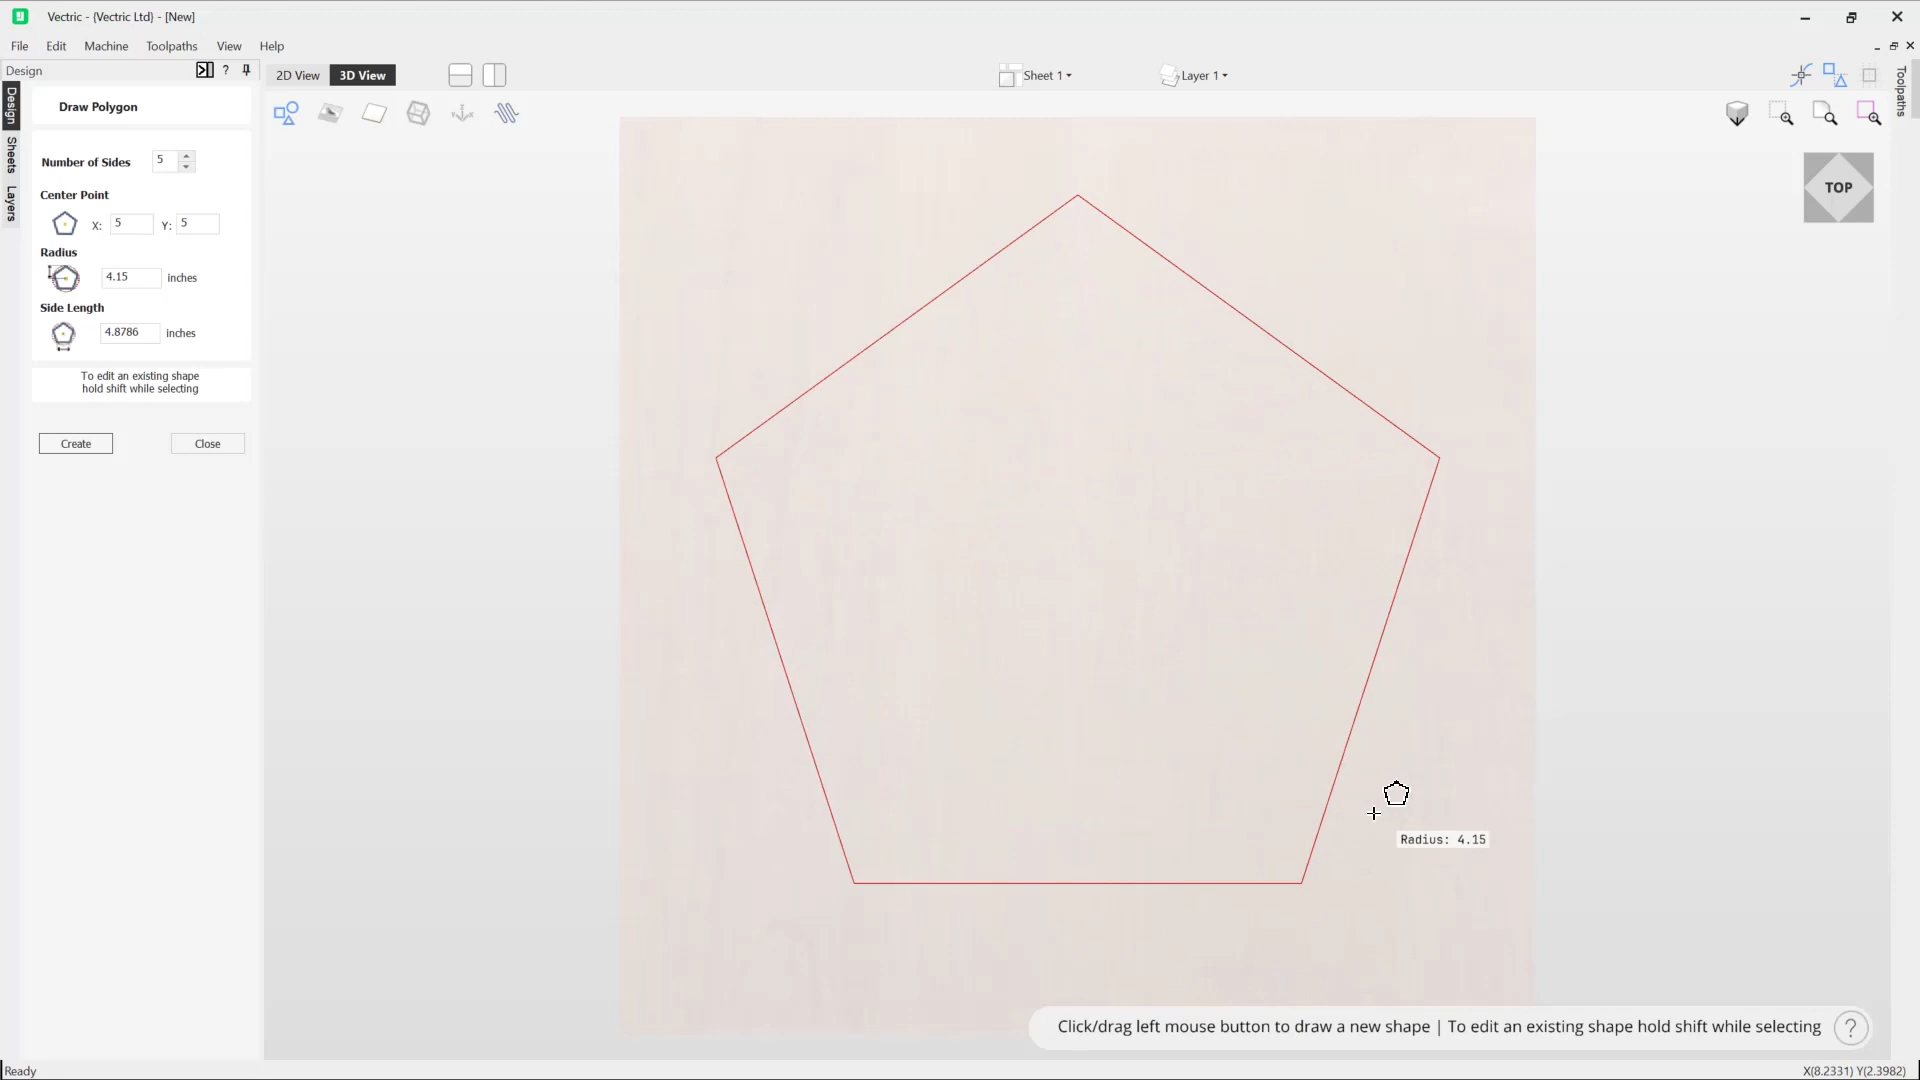 Vectric - {Vectric Ltd} - [New]
File Edit Machine Toolpaths View Help
Design ?
2D View 3D View Sheet 1 Layer 1
Design
Sheets
Layers
Toolpaths
Draw Polygon
Number of Sides 5
Center Point
X: 5 Y: 5
Radius
4.15 inches
Side Length
4.8786 inches
To edit an existing shape
hold shift while selecting
Create Close
TOP
Radius: 4.15
Click/drag left mouse button to draw a new shape | To edit an existing shape hold shift while selecting ?
Ready X(8.2331) Y(2.3982)